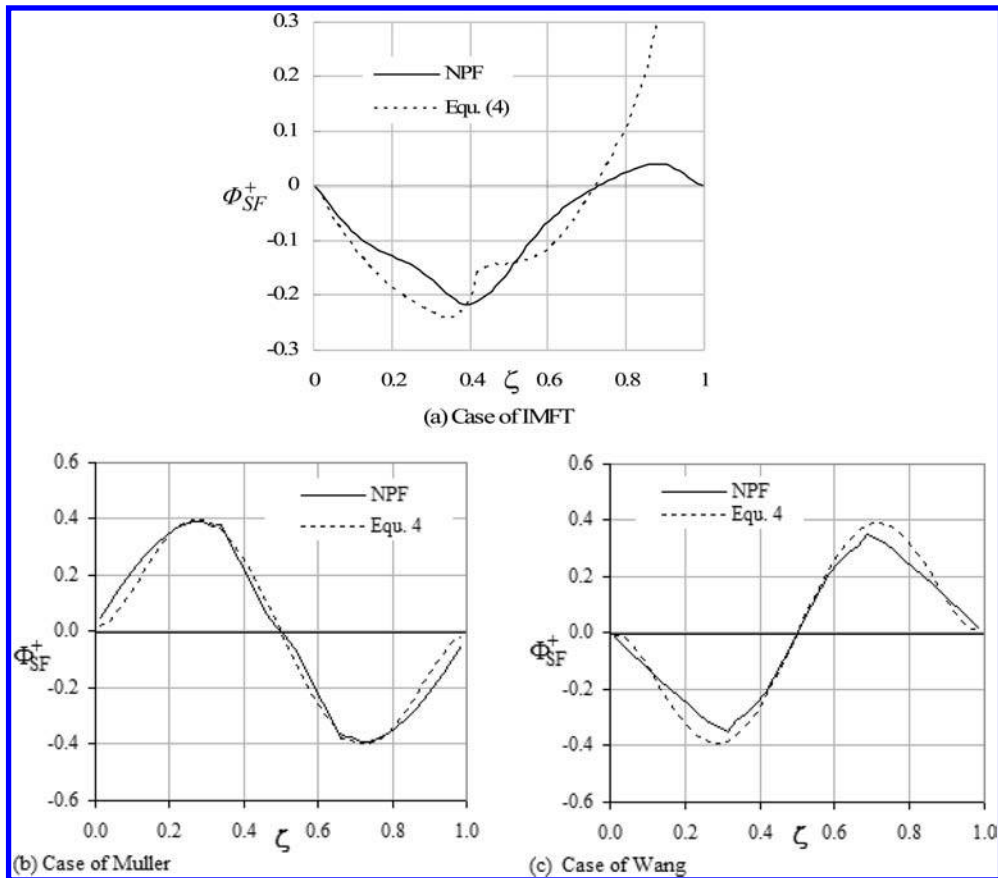 0.3
NPF
0.2
Equ. (4)
0.1
Φ+SF
0
-0.1
-0.2
-0.3
0 0.2 0.4 ζ 0.6 0.8 1
(a) Case of IMFT
0.6
NPF
0.4
Equ. 4
0.2
0.0
Φ+SF
-0.2
-0.4
-0.6
0.0 0.2 0.4 ζ 0.6 0.8 1.0
(b) Case of Muller
0.6
NPF
0.4
Equ. 4
0.2
0.0
Φ+SF
-0.2
-0.4
-0.6
0.0 0.2 0.4 ζ 0.6 0.8 1.0
(c) Case of Wang